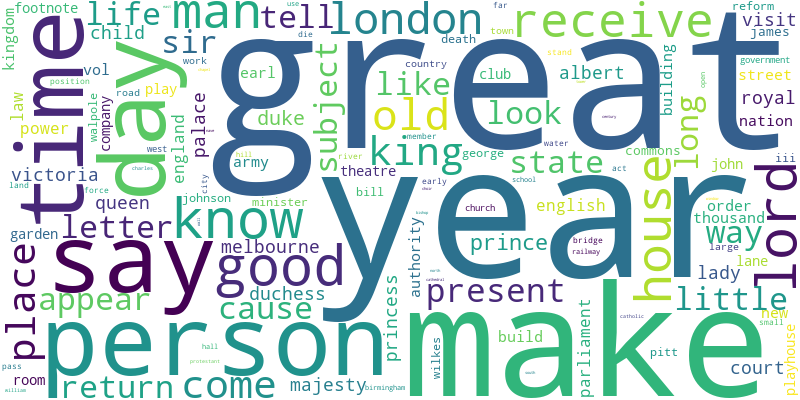 great
year
make
person
say
time
day
know
good
man
life
london
receive
king
house
lord
come
old
present
place
letter
state
little
way
long
look
like
tell
sir
subject
appear
return
cause
prince
princess
parliament
court
lady
royal
visit
nation
albert
duke
earl
palace
england
victoria
queen
melbourne
duchess
majesty
theatre
minister
authority
english
build
building
order
thousand
john
james
street
lane
commons
power
law
child
vol
kingdom
footnote
company
walpole
play
room
garden
army
george
club
country
death
work
road
position
johnson
bill
wilkes
pitt
playhouse
new
small
large
iii
reform
government
church
bridge
railway
member
river
water
school
early
act
town
far
stand
open
use
die
west
land
force
city
hill
charles
hall
protestant
birmingham
pass
william
catholic
cathedral
century